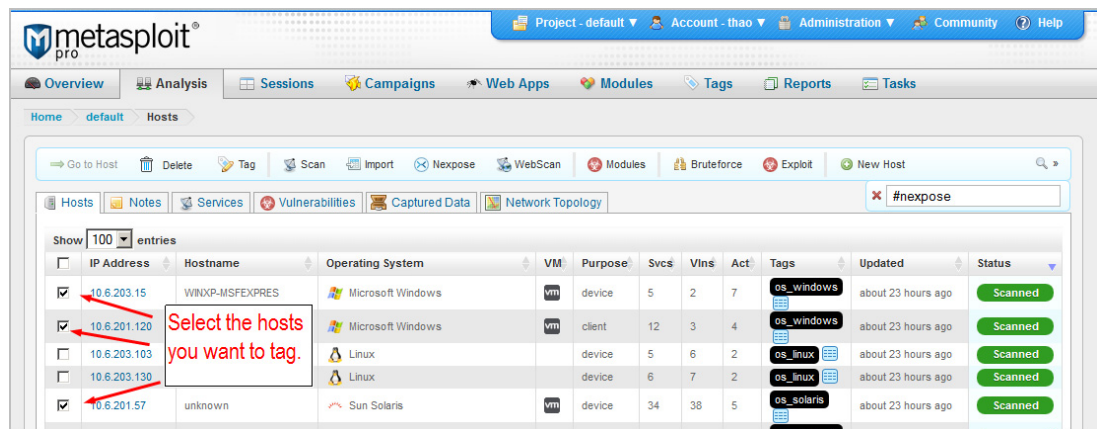 metasploit®
pro
Project - default ▼ Account - thao ▼ Administration ▼ Community Help
Overview Analysis Sessions Campaigns Web Apps Modules Tags Reports Tasks
Home default Hosts
Go to Host Delete Tag Scan Import Nexpose WebScan Modules Bruteforce Exploit New Host »
Hosts Notes Services Vulnerabilities Captured Data Network Topology
#nexpose
Show 100 entries
IP Address Hostname Operating System VM Purpose Svcs Vlns Act Tags Updated Status
10.6.203.15 WINXP-MSFEXPRES Microsoft Windows vm device 5 2 7 os_windows about 23 hours ago Scanned
10.6.201.120 Microsoft Windows vm client 12 3 4 os_windows about 23 hours ago Scanned
10.6.203.103 Linux device 5 6 2 os_linux about 23 hours ago Scanned
10.6.203.130 Linux device 6 7 2 os_linux about 23 hours ago Scanned
10.6.201.57 unknown Sun Solaris vm device 34 38 5 os_solaris about 23 hours ago Scanned
Select the hosts
you want to tag.